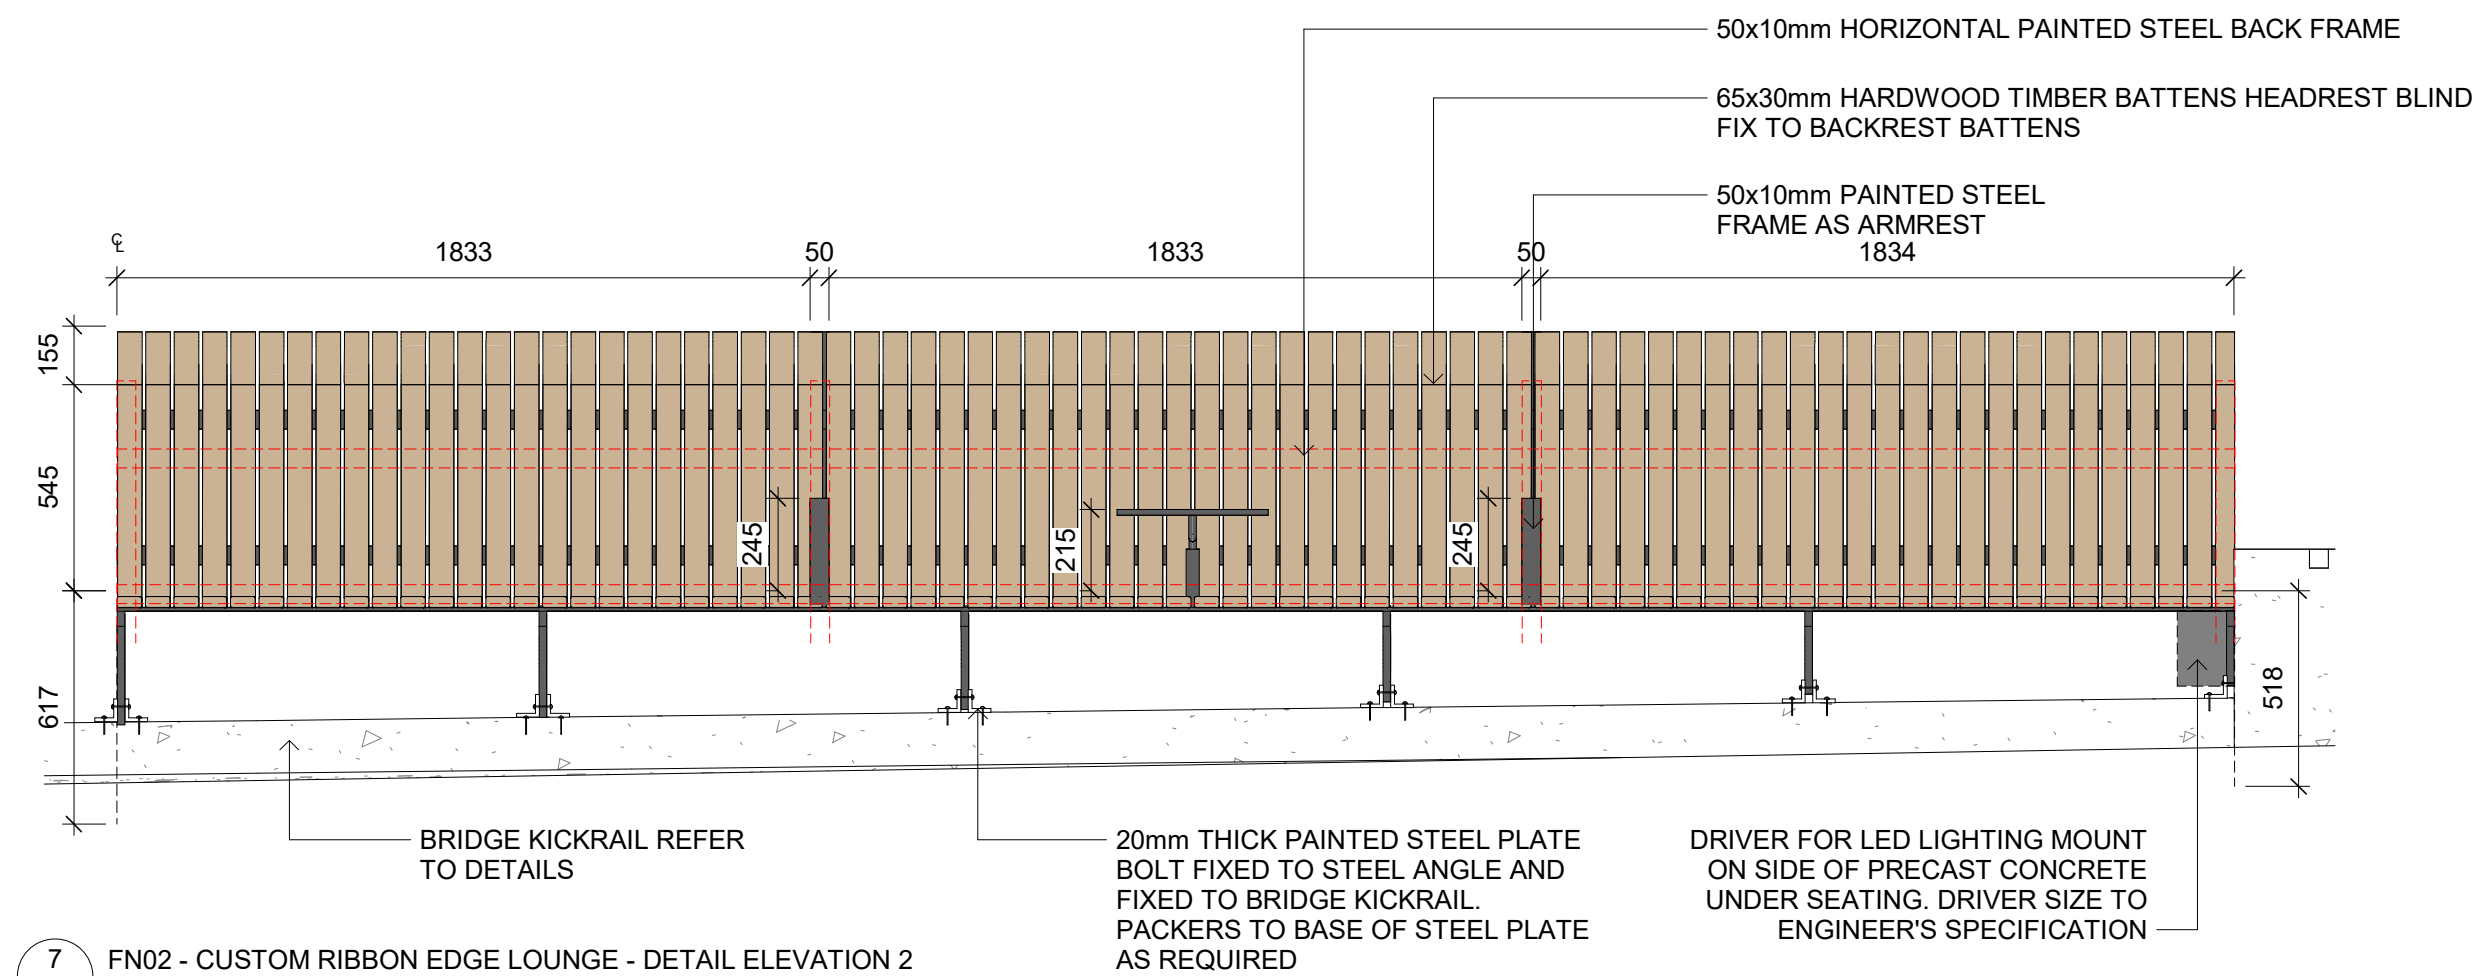 50x10mm HORIZONTAL PAINTED STEEL BACK FRAME
65x30mm HARDWOOD TIMBER BATTENS HEADREST BLIND
FIX TO BACKREST BATTENS
50x10mm PAINTED STEEL
FRAME AS ARMREST
℄
1833
50
1833
50
1834
155
545
617
245
215
245
518
BRIDGE KICKRAIL REFER
TO DETAILS
20mm THICK PAINTED STEEL PLATE
BOLT FIXED TO STEEL ANGLE AND
FIXED TO BRIDGE KICKRAIL.
PACKERS TO BASE OF STEEL PLATE
AS REQUIRED
DRIVER FOR LED LIGHTING MOUNT
ON SIDE OF PRECAST CONCRETE
UNDER SEATING. DRIVER SIZE TO
ENGINEER'S SPECIFICATION
7
FN02 - CUSTOM RIBBON EDGE LOUNGE - DETAIL ELEVATION 2